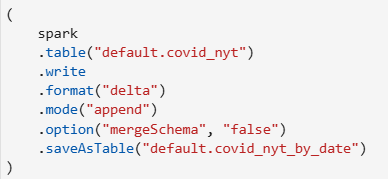 (
    spark
    .table("default.covid_nyt")
    .write
    .format("delta")
    .mode("append")
    .option("mergeSchema", "false")
    .saveAsTable("default.covid_nyt_by_date")
)